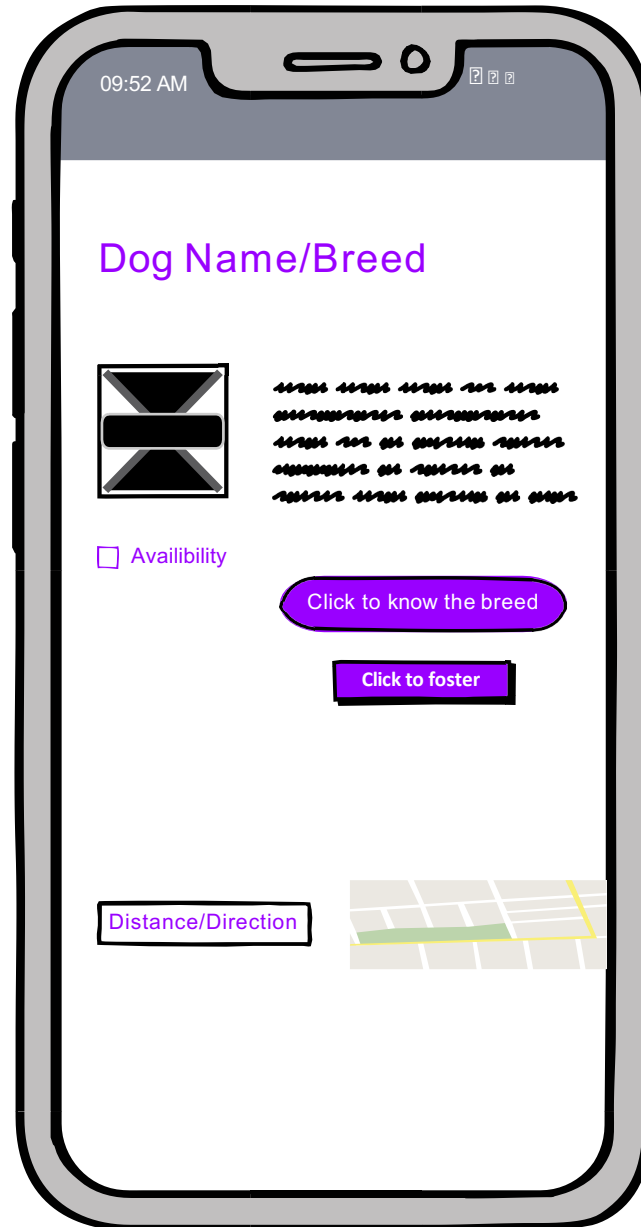 09:52 AM
Dog Name/Breed
Availibility
Click to know the breed
Click to foster
Distance/Direction